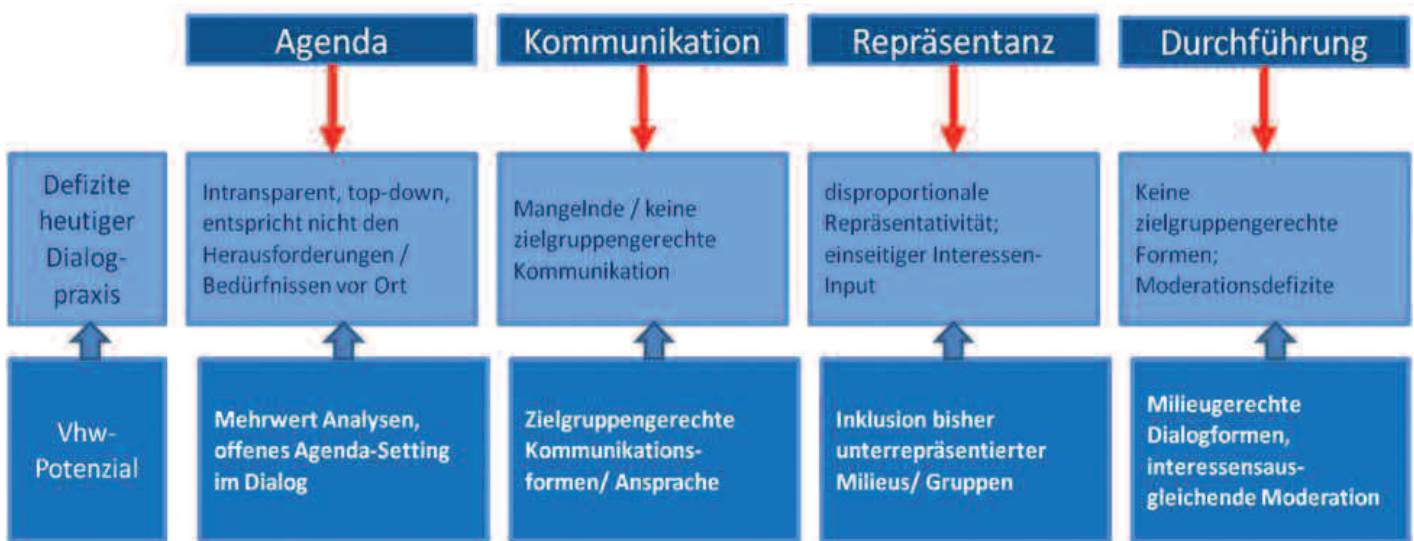 Agenda
Kommunikation
Repräsentanz
Durchführung
Defizite
heutiger
Dialog-
praxis
Intransparent, top-down,
entspricht nicht den
Herausforderungen /
Bedürfnissen vor Ort
Mangelnde / keine
zielgruppengerechte
Kommunikation
disproportionale
Repräsentativität;
einseitiger Interessen-
Input
Keine
zielgruppengerechte
Formen;
Moderationsdefizite
Vhw-
Potenzial
Mehrwert Analysen,
offenes Agenda-Setting
im Dialog
Zielgruppengerechte
Kommunikations-
formen/ Ansprache
Inklusion bisher
unterrepräsentierter
Milieus/ Gruppen
Milieugerechte
Dialogformen,
interessensaus-
gleichende Moderation